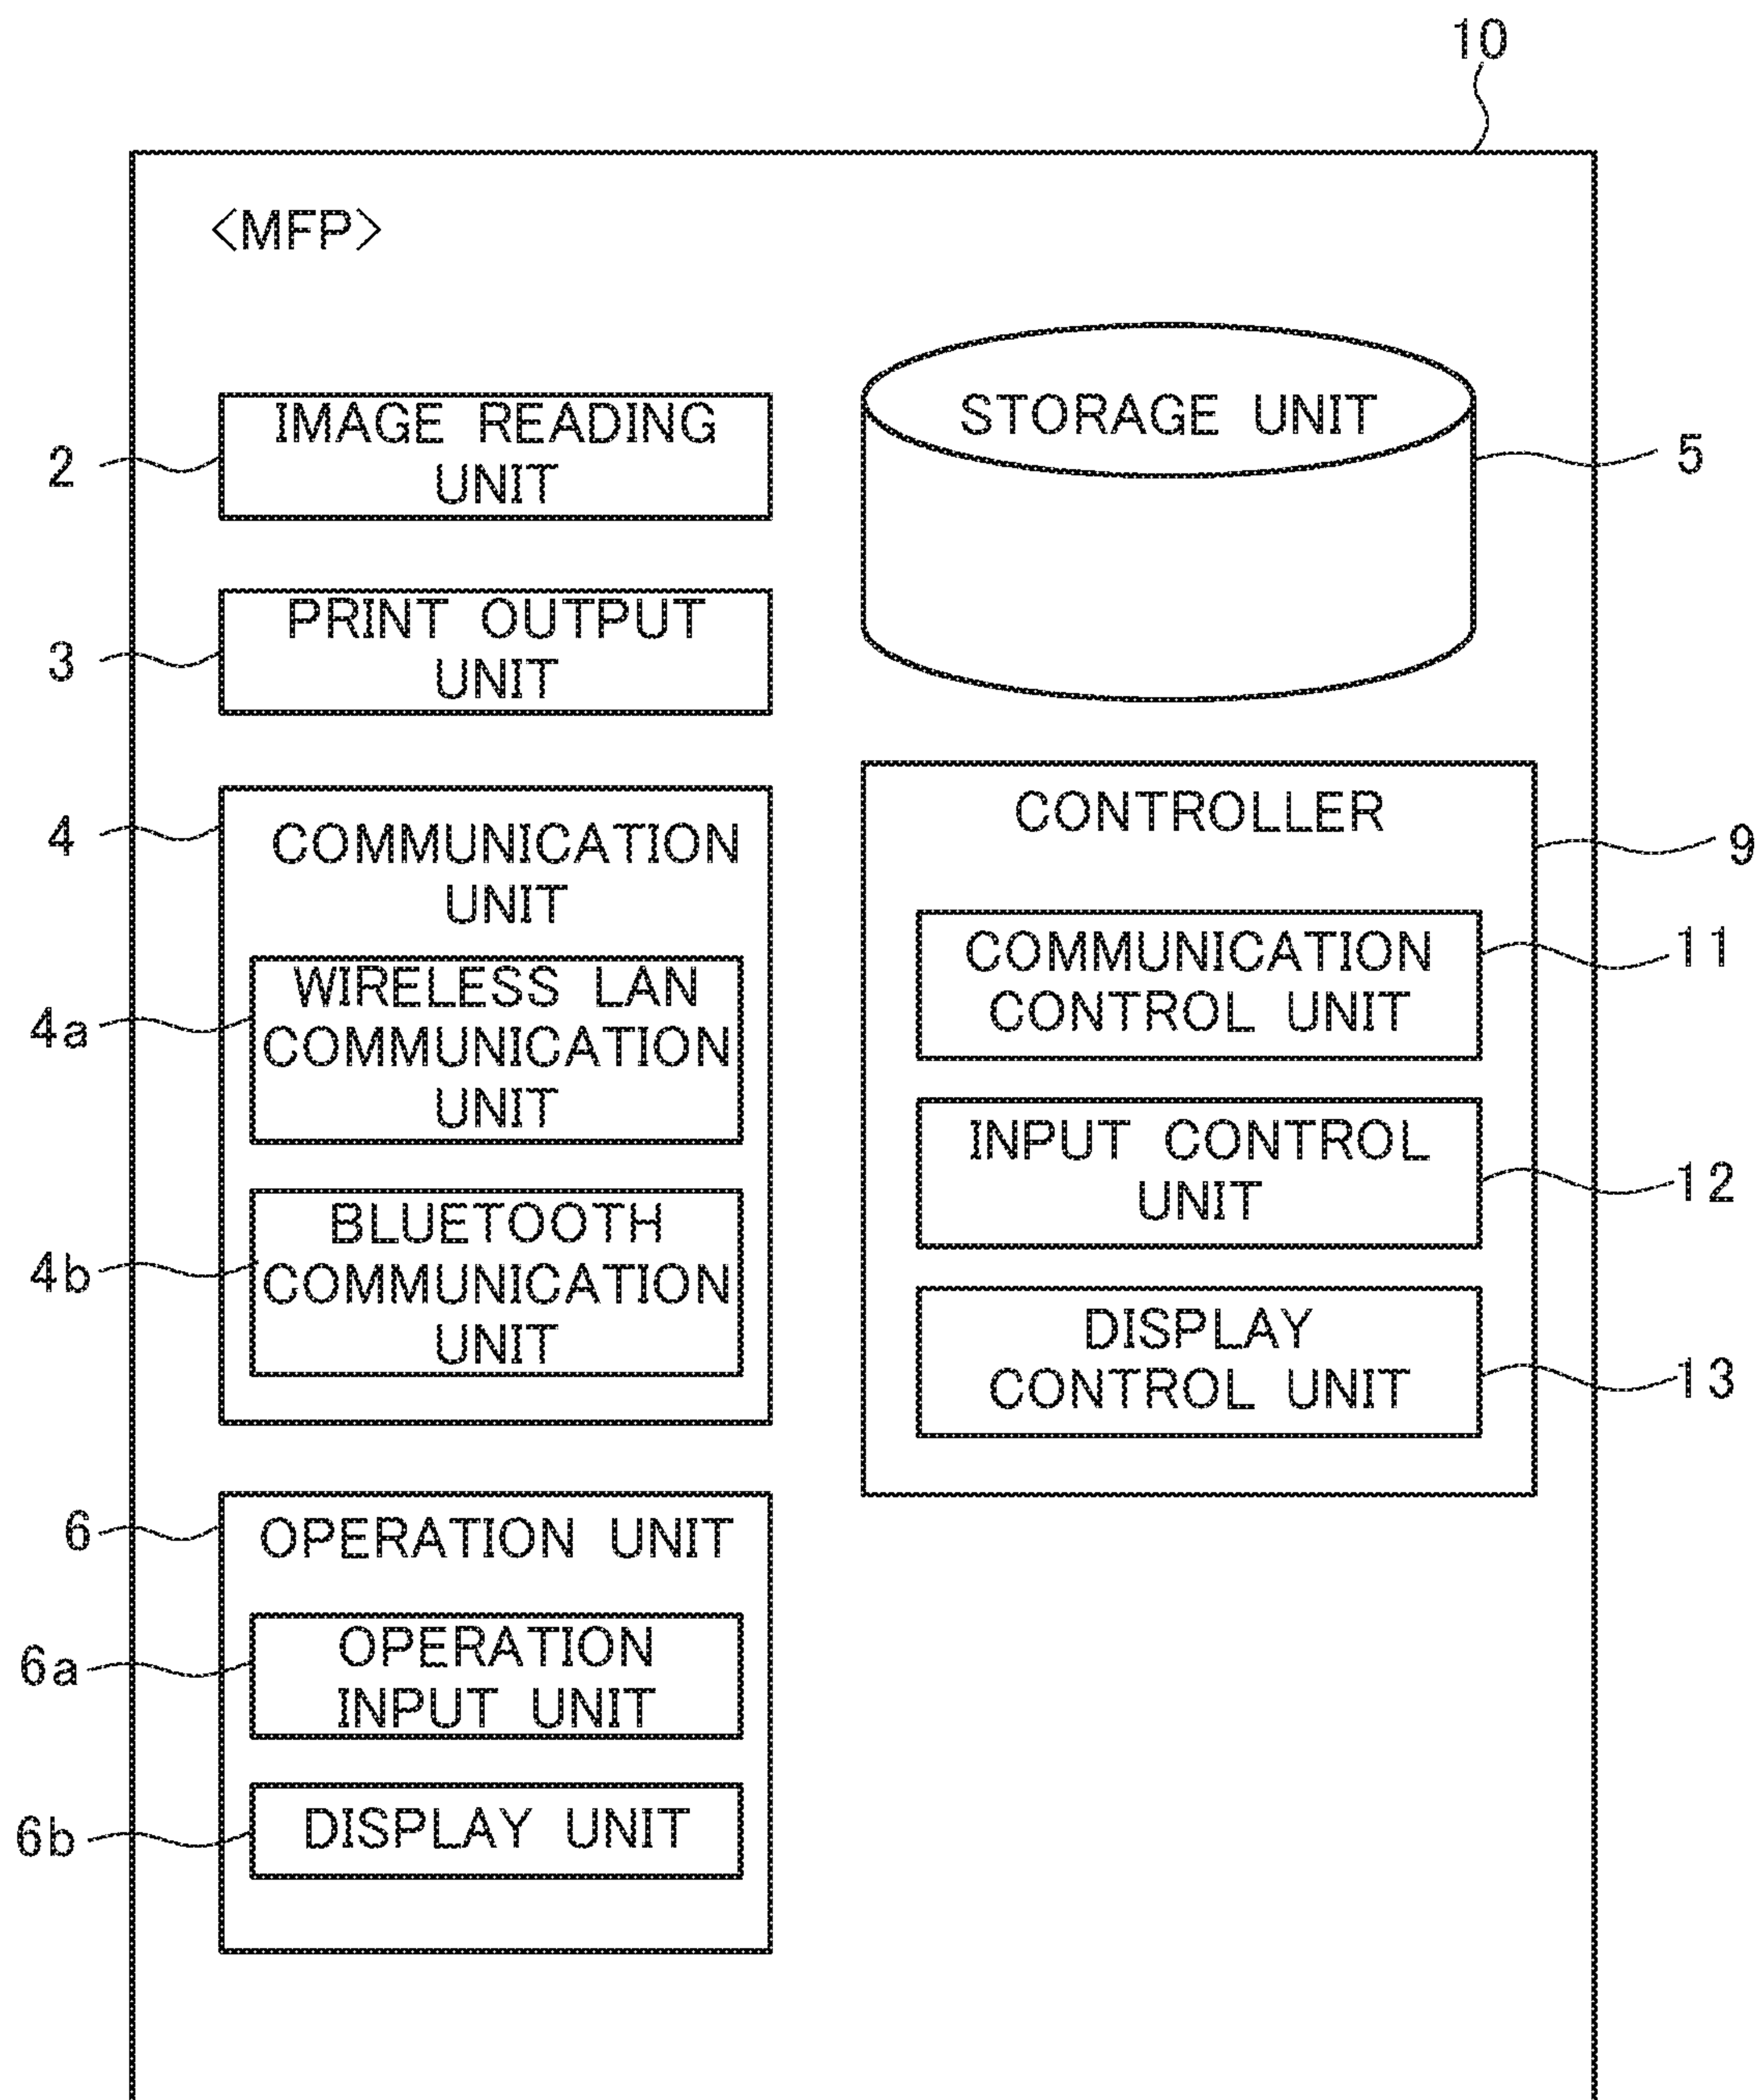 10
<MFP>
IMAGE READING
UNIT
2
PRINT OUTPUT
UNIT
3
4
COMMUNICATION
UNIT
WIRELESS LAN
COMMUNICATION
UNIT
4a
BLUETOOTH
COMMUNICATION
UNIT
4b
6
OPERATION UNIT
OPERATION
INPUT UNIT
6a
DISPLAY UNIT
6b
STORAGE UNIT
5
CONTROLLER
9
COMMUNICATION
CONTROL UNIT
11
INPUT CONTROL
UNIT
12
DISPLAY
CONTROL UNIT
13